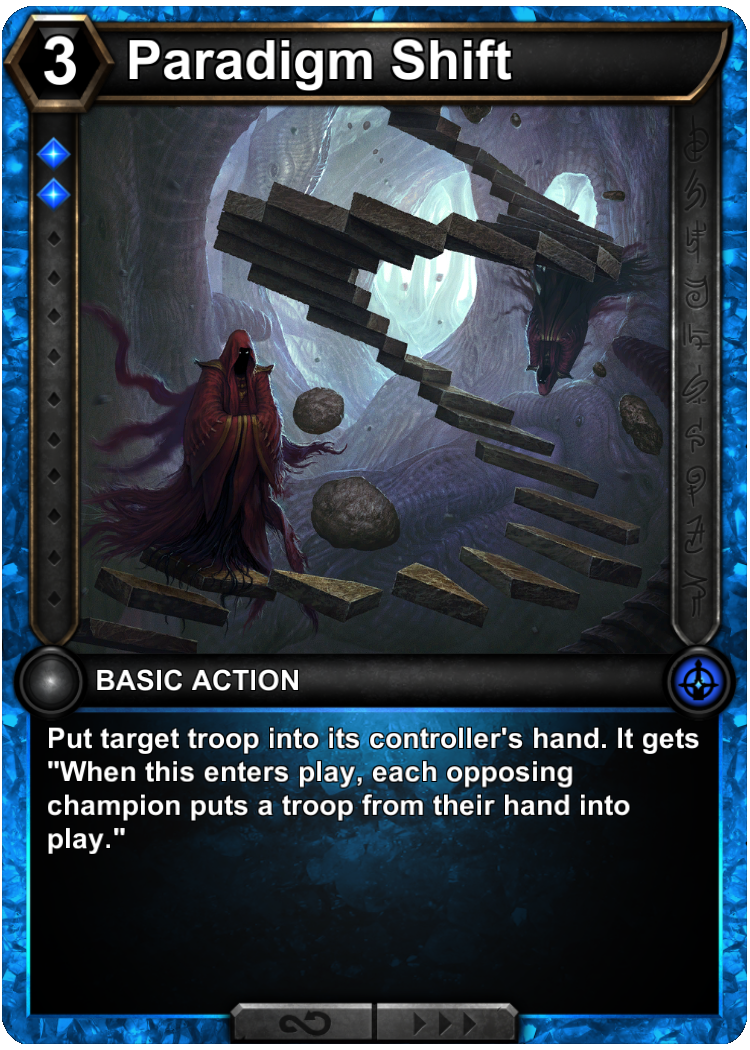 3
Paradigm Shift
BASIC ACTION
Put target troop into its controller's hand. It gets
"When this enters play, each opposing
champion puts a troop from their hand into
play."